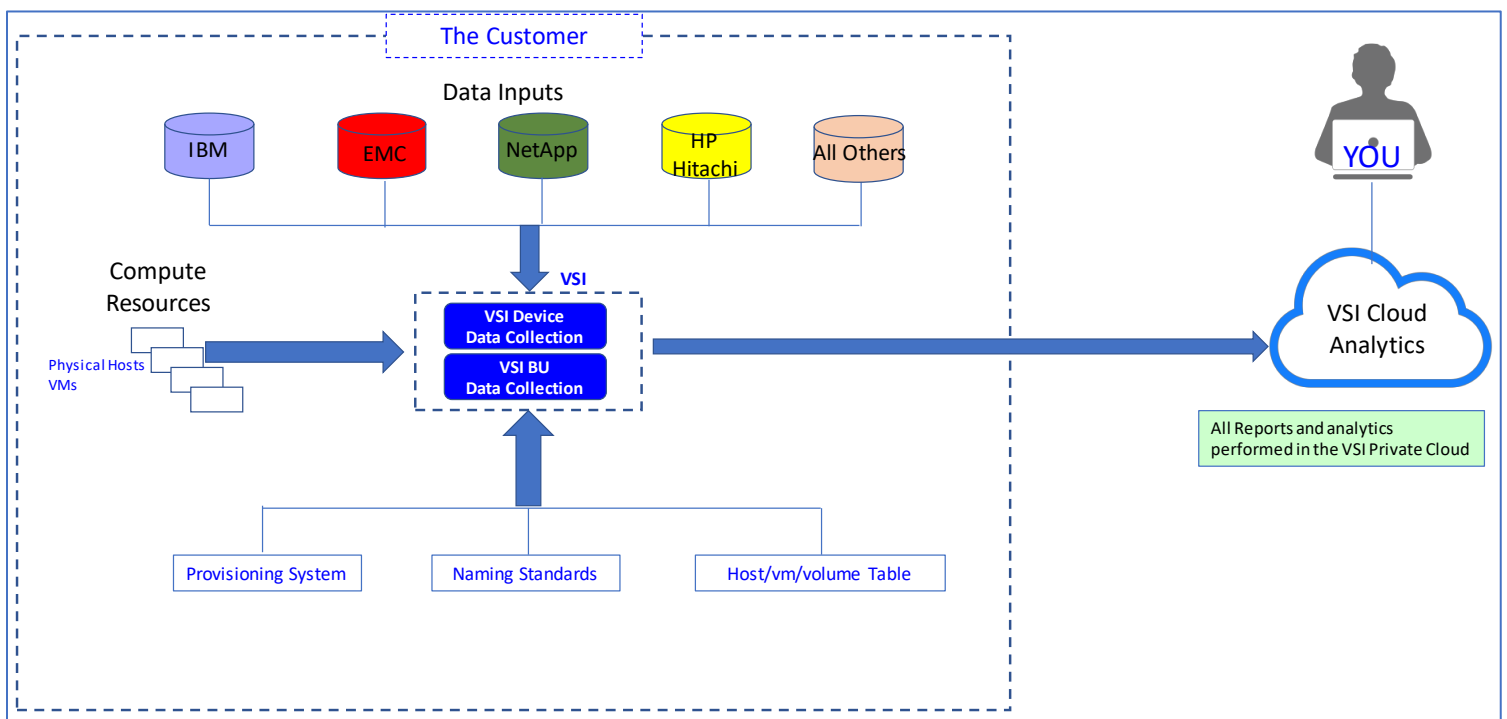 The Customer
Data Inputs
IBM
EMC
NetApp
HP
Hitachi
All Others
YOU
Compute
Resources
Physical Hosts
VMs
VSI
VSI Device
Data Collection
VSI BU
Data Collection
VSI Cloud
Analytics
All Reports and analytics
performed in the VSI Private Cloud
Provisioning System
Naming Standards
Host/vm/volume Table